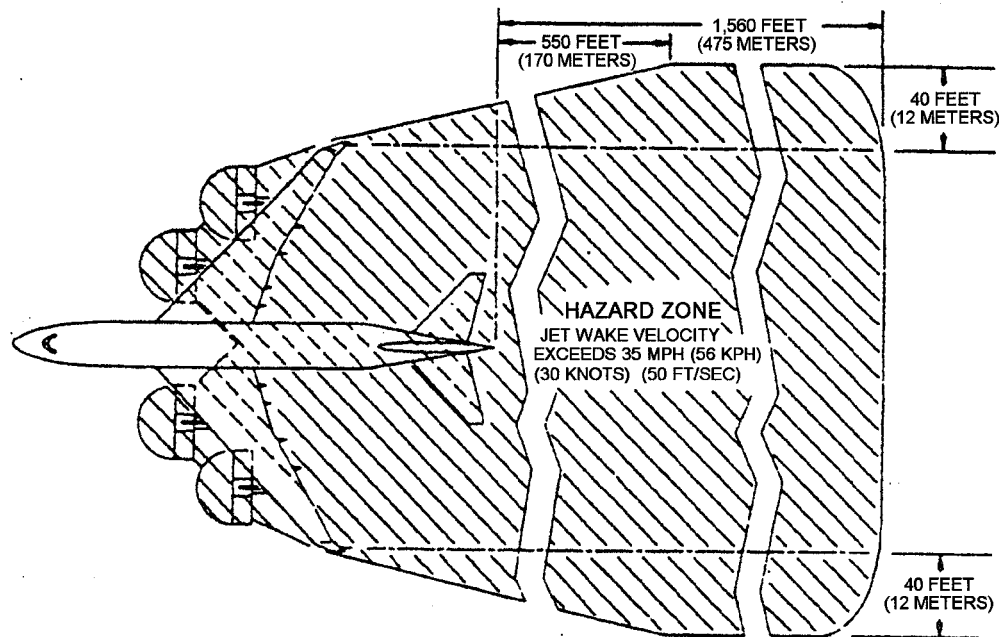 1,560 FEET
(475 METERS)
550 FEET
(170 METERS)
40 FEET
(12 METERS)
HAZARD ZONE
JET WAKE VELOCITY
EXCEEDS 35 MPH (56 KPH)
(30 KNOTS) (50 FT/SEC)
40 FEET
(12 METERS)